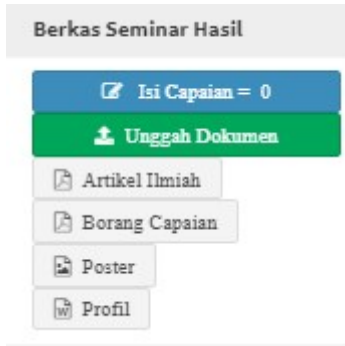 Berkas Seminar Hasil
Isi Capaian = 0
Unggah Dokumen
Artikel Ilmiah
Borang Capaian
Poster
Profil